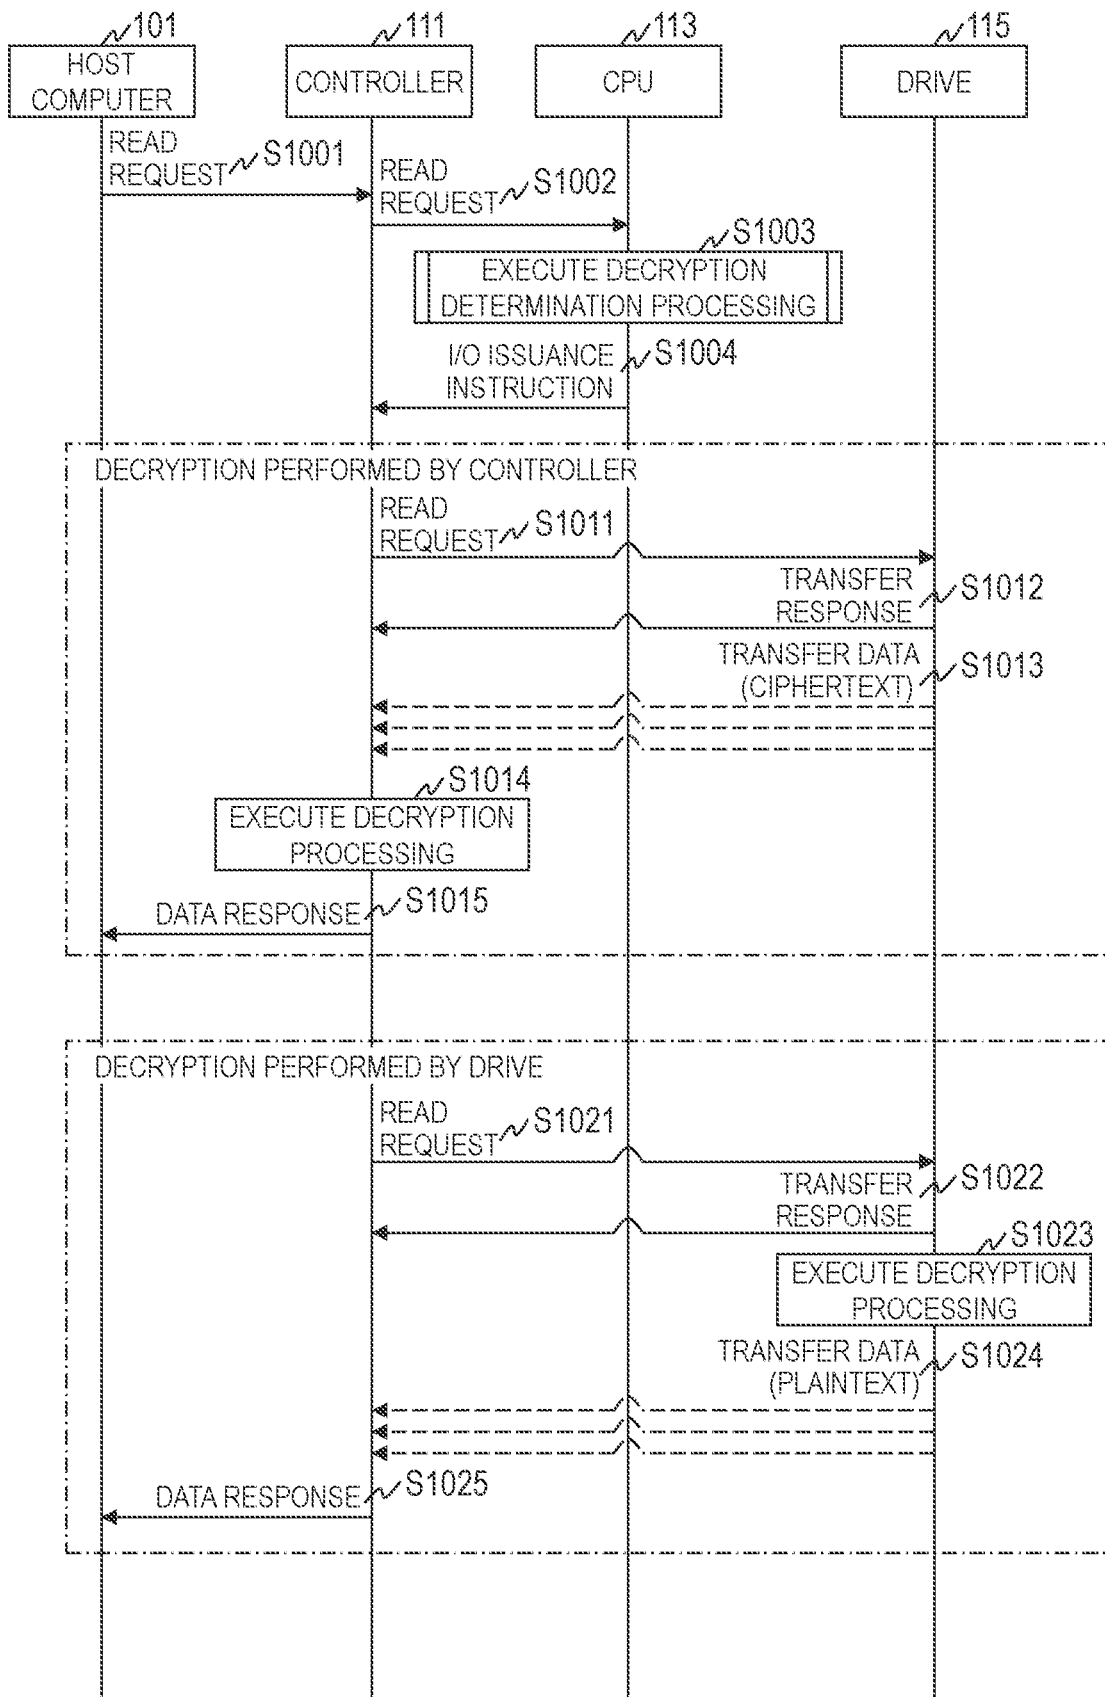 101
111
113
115
HOST
COMPUTER
CONTROLLER
CPU
DRIVE
READ
REQUEST
S1001
READ
REQUEST
S1002
S1003
EXECUTE DECRYPTION
DETERMINATION PROCESSING
I/O ISSUANCE
INSTRUCTION
S1004
DECRYPTION PERFORMED BY CONTROLLER
READ
REQUEST
S1011
TRANSFER
RESPONSE
S1012
TRANSFER DATA
(CIPHERTEXT)
S1013
S1014
EXECUTE DECRYPTION
PROCESSING
DATA RESPONSE
S1015
DECRYPTION PERFORMED BY DRIVE
READ
REQUEST
S1021
TRANSFER
RESPONSE
S1022
S1023
EXECUTE DECRYPTION
PROCESSING
TRANSFER DATA
(PLAINTEXT)
S1024
DATA RESPONSE
S1025